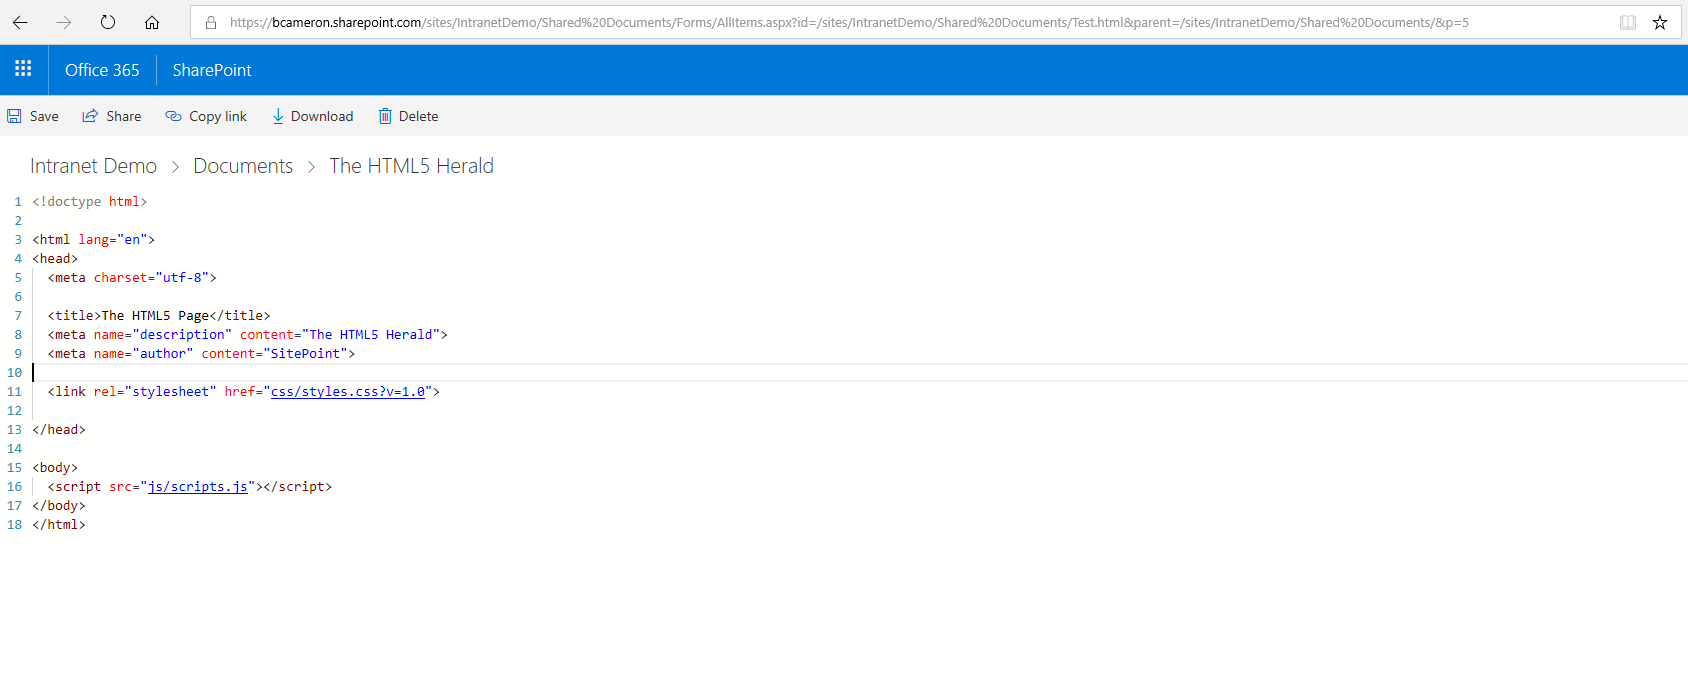 https://bcameron.sharepoint.com/sites/IntranetDemo/Shared%20Documents/Forms/AllItems.aspx?id=/sites/IntranetDemo/Shared%20Documents/Test.html&parent=/sites/IntranetDemo/Shared%20Documents/&p=5
Office 365 SharePoint
Save Share Copy link Download Delete
Intranet Demo > Documents > The HTML5 Herald
1 <!doctype html>
2
3 <html lang="en">
4 <head>
5   <meta charset="utf-8">
6
7   <title>The HTML5 Page</title>
8   <meta name="description" content="The HTML5 Herald">
9   <meta name="author" content="SitePoint">
10
11   <link rel="stylesheet" href="css/styles.css?v=1.0">
12
13 </head>
14
15 <body>
16   <script src="js/scripts.js"></script>
17 </body>
18 </html>